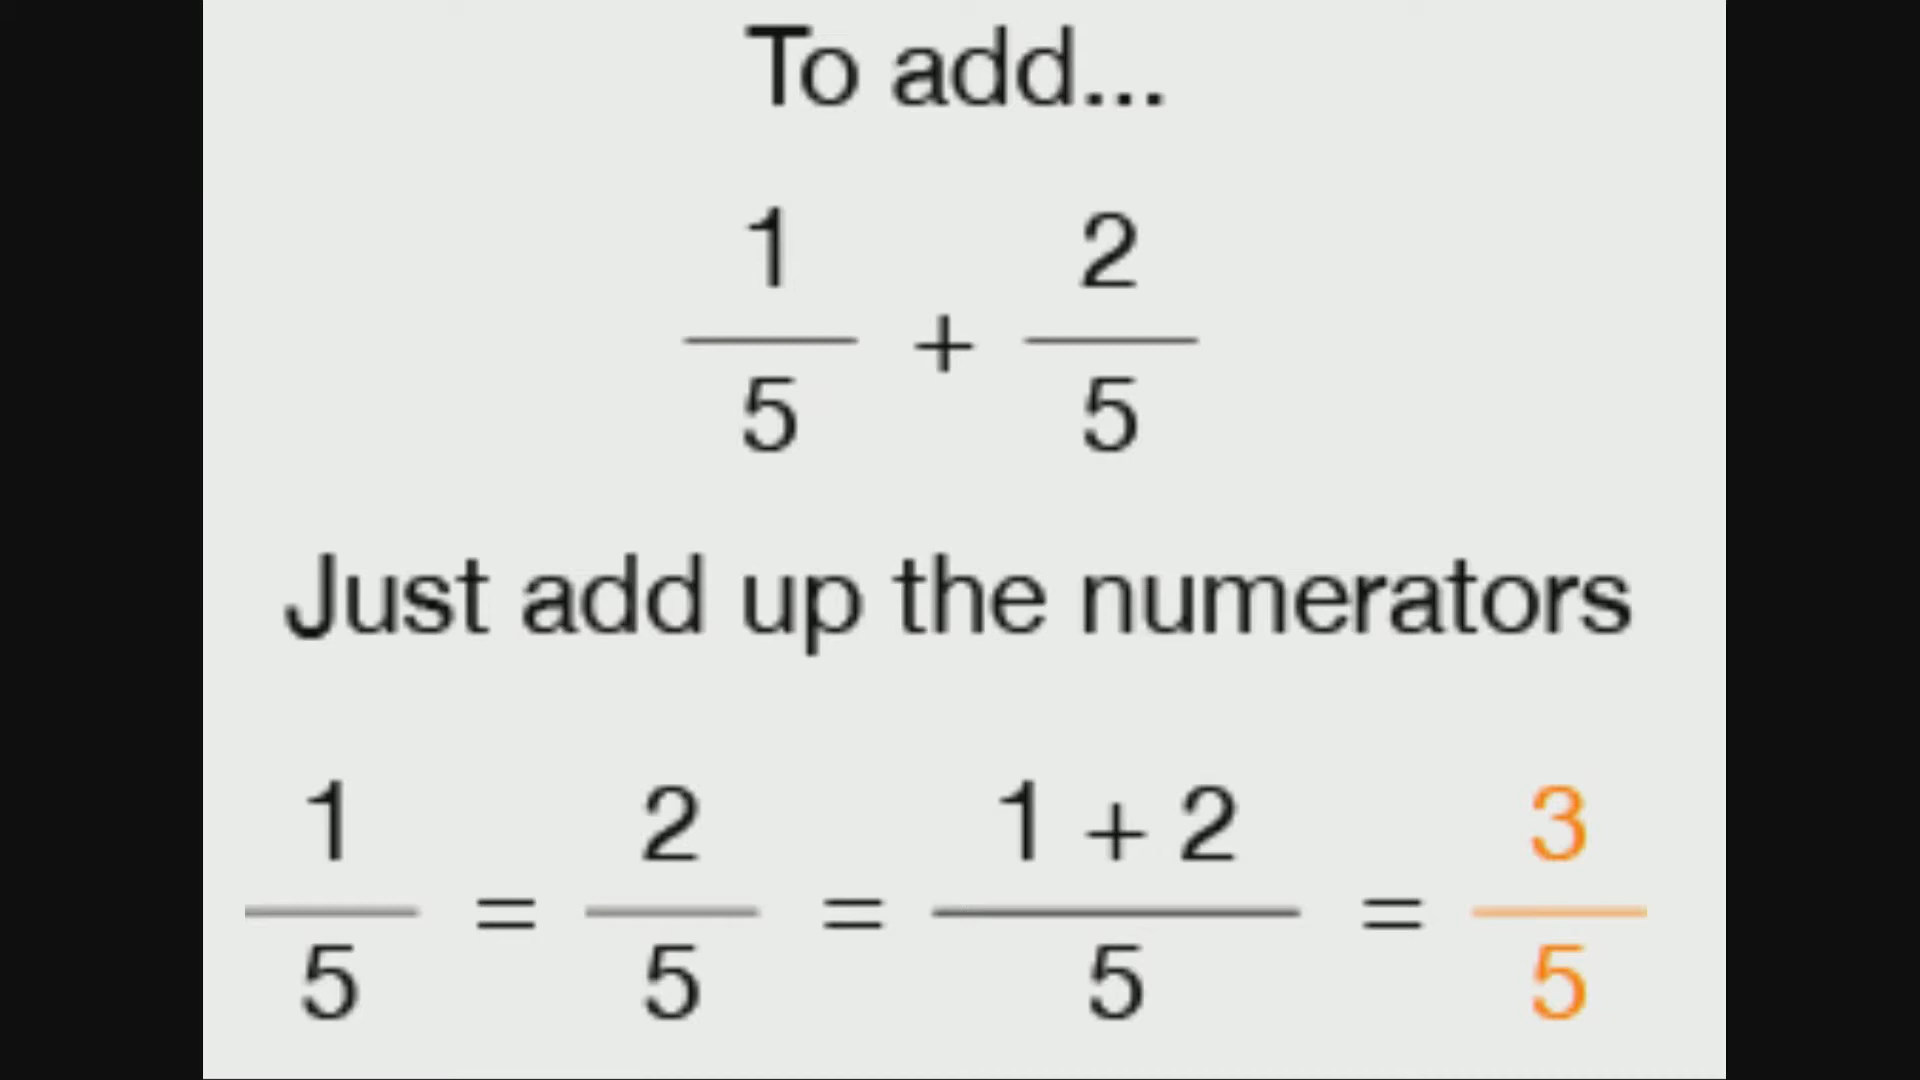 To add...
1/5 + 2/5
Just add up the numerators
1/5 = 2/5 = 1 + 2/5 = 3/5